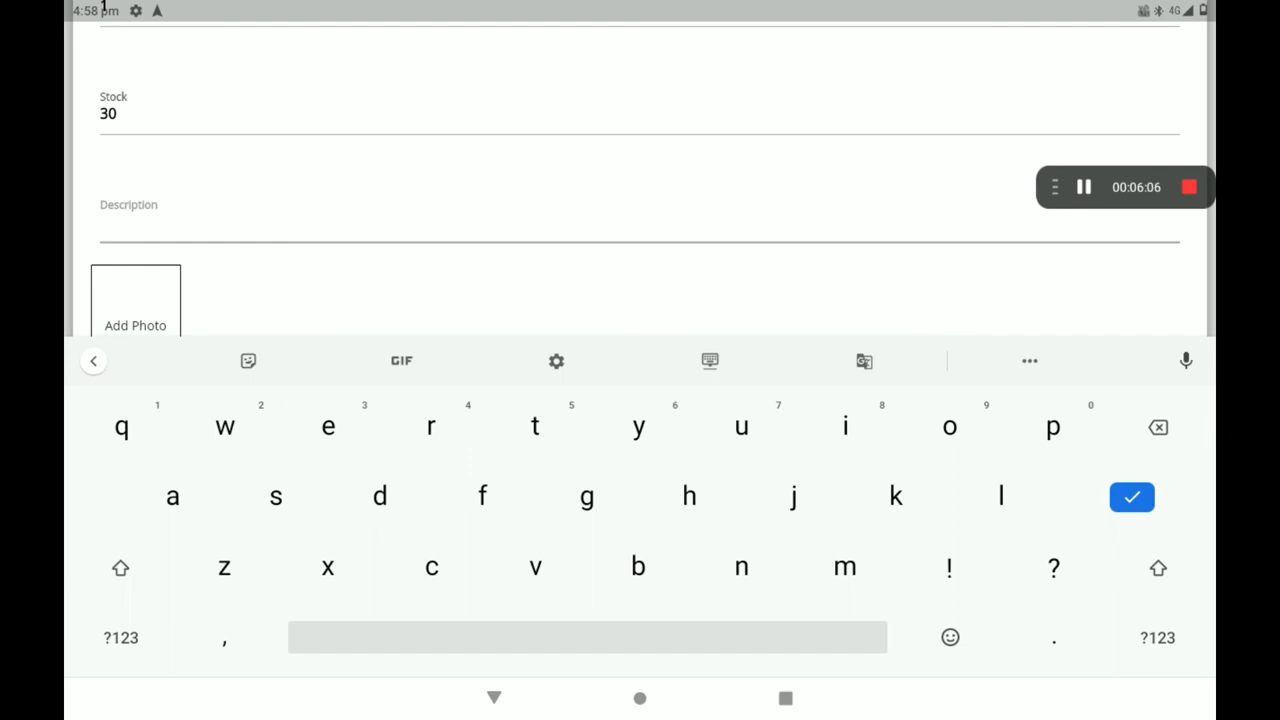 4:58 pm
1
4G
Stock
30
Description
00:06:06
Add Photo
GIF
1 2 3 4 5 6 7 8 9 0
q w e r t y u i o p
a s d f g h j k l
z x c v b n m ! ?
?123 , . ?123